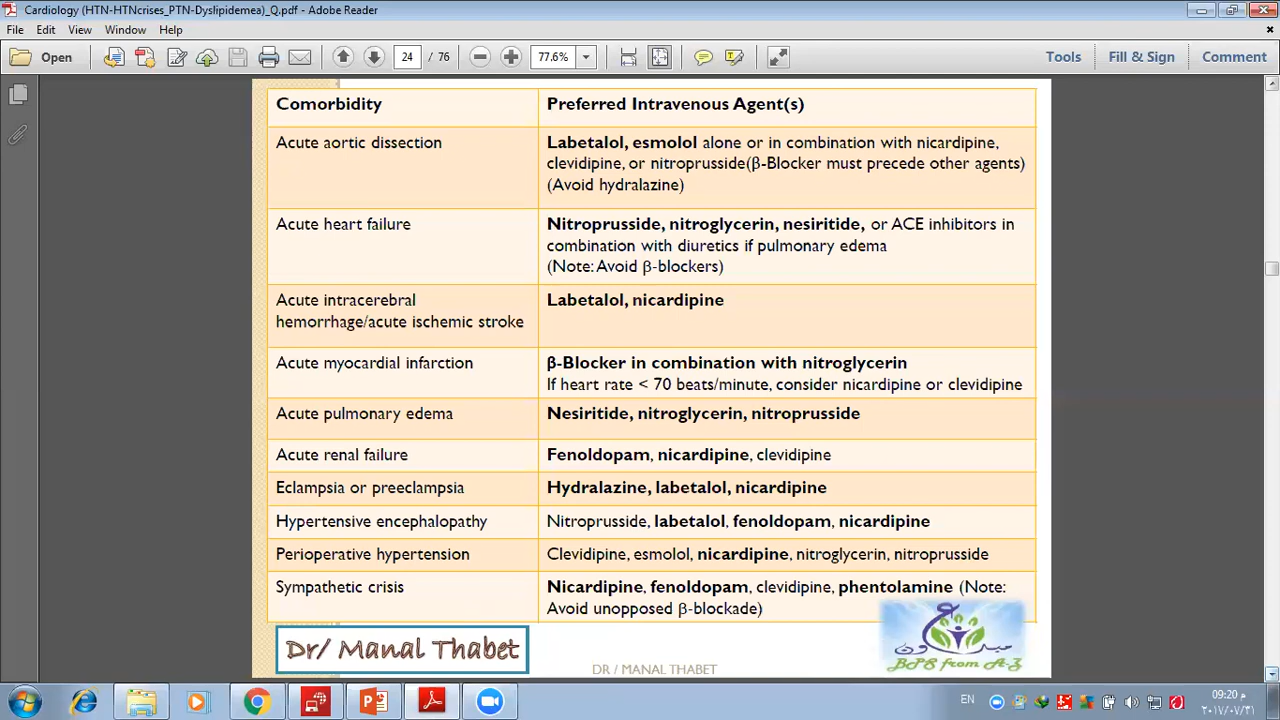 Cardiology (HTN-HTNcrises_PTN-Dyslipidemea)_Q.pdf - Adobe Reader
File Edit View Window Help
Open 24 / 76 77.6% Tools Fill & Sign Comment
Comorbidity Preferred Intravenous Agent(s)
Acute aortic dissection Labetalol, esmolol alone or in combination with nicardipine,
clevidipine, or nitroprusside(β-Blocker must precede other agents)
(Avoid hydralazine)
Acute heart failure Nitroprusside, nitroglycerin, nesiritide, or ACE inhibitors in
combination with diuretics if pulmonary edema
(Note: Avoid β-blockers)
Acute intracerebral Labetalol, nicardipine
hemorrhage/acute ischemic stroke
Acute myocardial infarction β-Blocker in combination with nitroglycerin
If heart rate < 70 beats/minute, consider nicardipine or clevidipine
Acute pulmonary edema Nesiritide, nitroglycerin, nitroprusside
Acute renal failure Fenoldopam, nicardipine, clevidipine
Eclampsia or preeclampsia Hydralazine, labetalol, nicardipine
Hypertensive encephalopathy Nitroprusside, labetalol, fenoldopam, nicardipine
Perioperative hypertension Clevidipine, esmolol, nicardipine, nitroglycerin, nitroprusside
Sympathetic crisis Nicardipine, fenoldopam, clevidipine, phentolamine (Note:
Avoid unopposed β-blockade)
Dr/ Manal Thabet
DR / MANAL THABET
BPS from A-Z
EN
09:20 م
٢٠١٧/٠٧/٣١